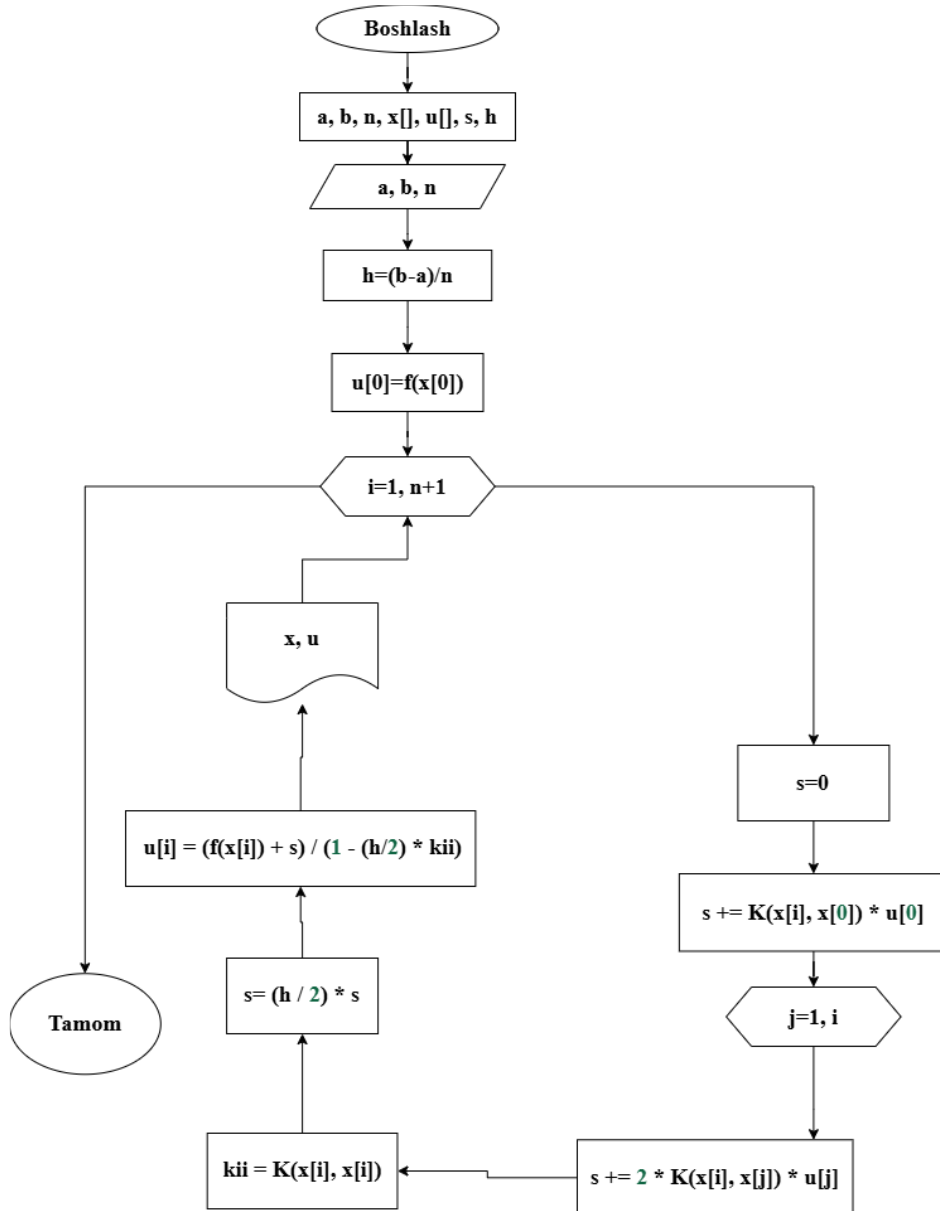 Boshlash
a, b, n, x[], u[], s, h
a, b, n
h=(b-a)/n
u[0]=f(x[0])
i=1, n+1
s=0
s += K(x[i], x[0]) * u[0]
j=1, i
s += 2 * K(x[i], x[j]) * u[j]
kii = K(x[i], x[i])
s= (h / 2) * s
u[i] = (f(x[i]) + s) / (1 - (h/2) * kii)
x, u
Tamom